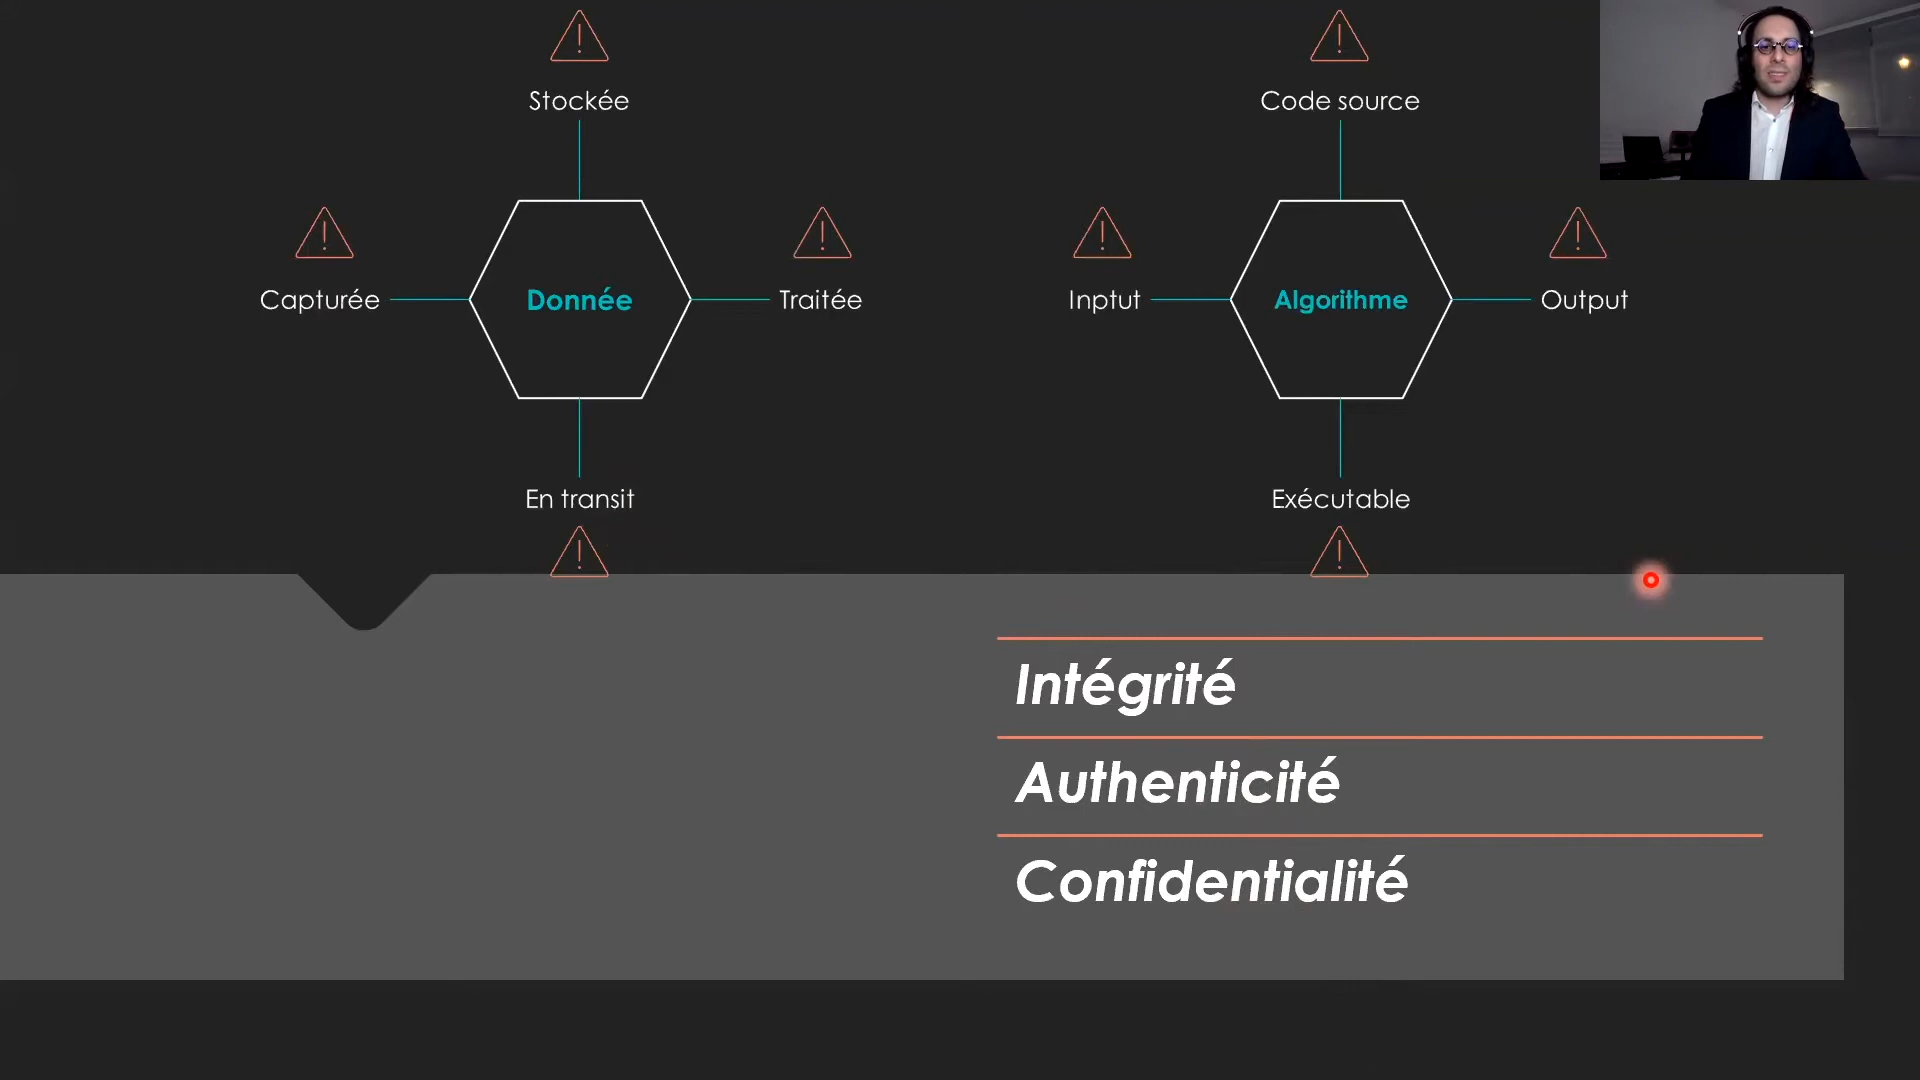 Stockée
Code source
Capturée
Donnée
Traitée
Inptut
Algorithme
Output
En transit
Exécutable
Intégrité
Authenticité
Confidentialité